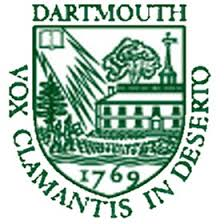 DARTMOUTH
VOX CLAMANTIS IN DESERTO
1769